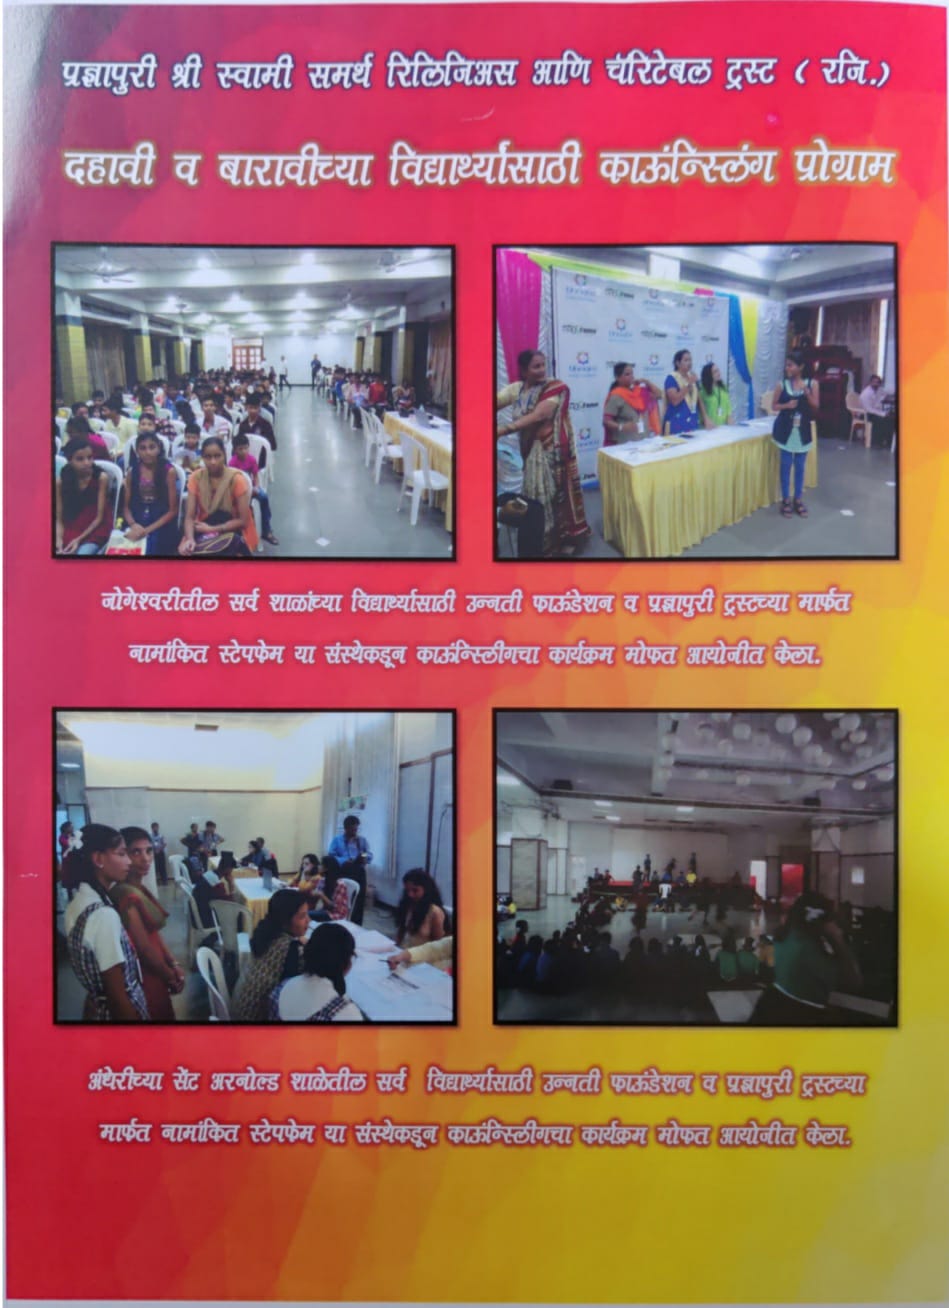 प्रज्ञापुरी श्री स्वामी समर्थ रिलिजिअस आणि चॅरिटेबल ट्रस्ट ( रजि.)
दहावी व बारावीच्या विद्यार्थ्यांसाठी काऊंन्स्लिंग प्रोग्राम
जोगेश्वरीतील सर्व शाळांच्या विद्यार्थ्यांसाठी उन्नती फाऊंडेशन व प्रज्ञापुरी ट्रस्टच्या मार्फत
नामांकित स्टेपफेम या संस्थेकडून काऊंन्स्लीगचा कार्यक्रम मोफत आयोजीत केला.
अंधेरीच्या सेंट अरनोल्ड शाळेतील सर्व विद्यार्थ्यांसाठी उन्नती फाऊंडेशन व प्रज्ञापुरी ट्रस्टच्या
मार्फत नामांकित स्टेपफेम या संस्थेकडून काऊंन्स्लीगचा कार्यक्रम मोफत आयोजीत केला.